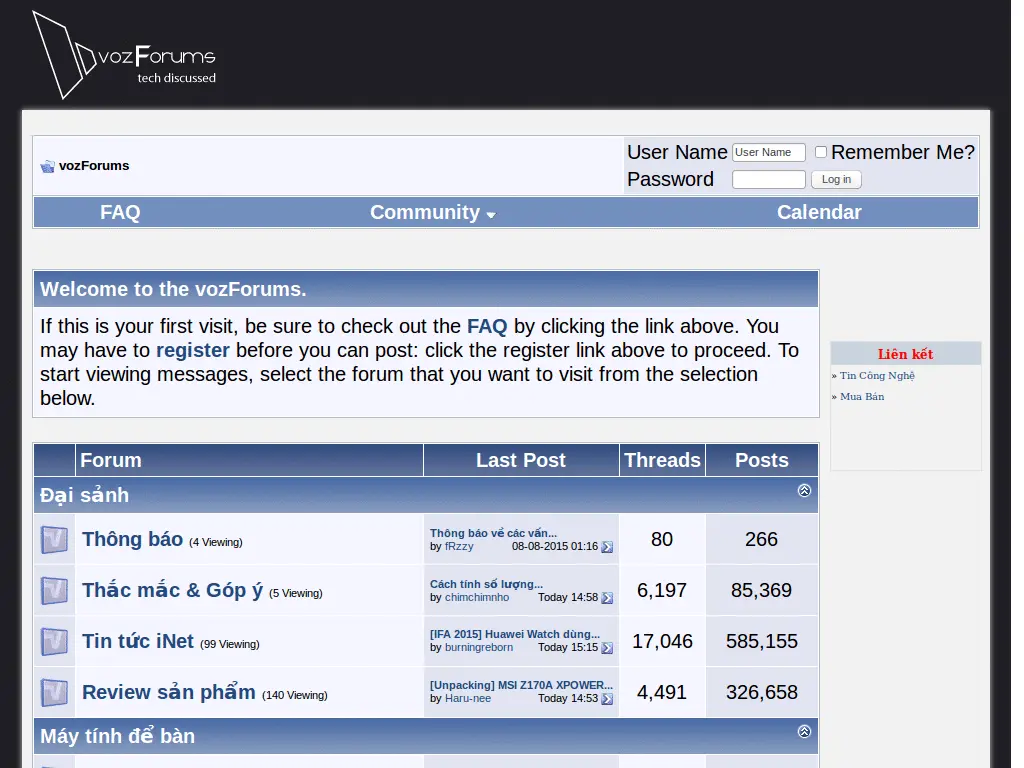 vozForums
tech discussed
vozForums
User Name User Name Remember Me?
Password Log in
FAQ Community Calendar
Welcome to the vozForums.
If this is your first visit, be sure to check out the FAQ by clicking the link above. You
may have to register before you can post: click the register link above to proceed. To
start viewing messages, select the forum that you want to visit from the selection
below.
Liên kết
» Tin Công Nghệ
» Mua Bán
Forum Last Post Threads Posts
Đại sảnh
Thông báo (4 Viewing)
Thông báo về các vấn...
by fRzzy 08-08-2015 01:16
80 266
Thắc mắc & Góp ý (5 Viewing)
Cách tính số lượng...
by chimchimnho Today 14:58
6,197 85,369
Tin tức iNet (99 Viewing)
[IFA 2015] Huawei Watch dùng...
by burningreborn Today 15:15
17,046 585,155
Review sản phẩm (140 Viewing)
[Unpacking] MSI Z170A XPOWER...
by Haru-nee Today 14:53
4,491 326,658
Máy tính để bàn